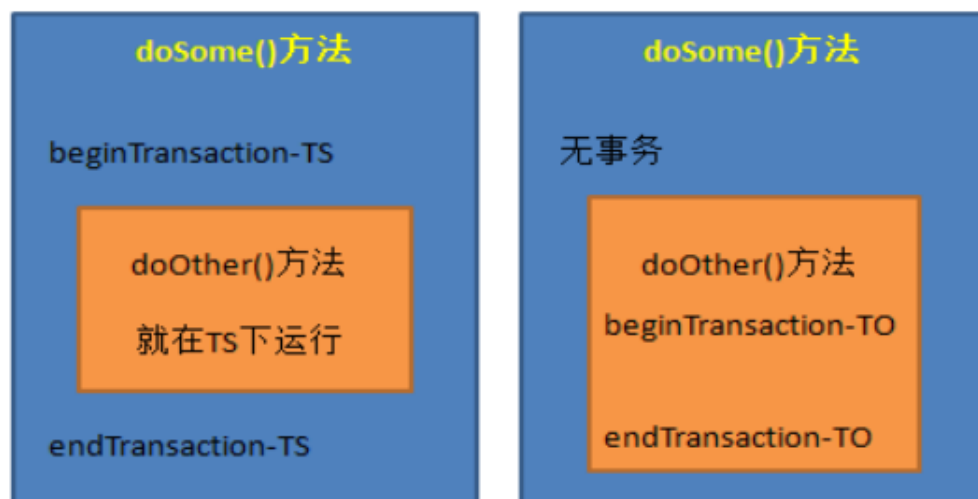 doSome()方法
beginTransaction-TS
doOther()方法
就在TS下运行
endTransaction-TS
doSome()方法
无事务
doOther()方法
beginTransaction-TO
endTransaction-TO